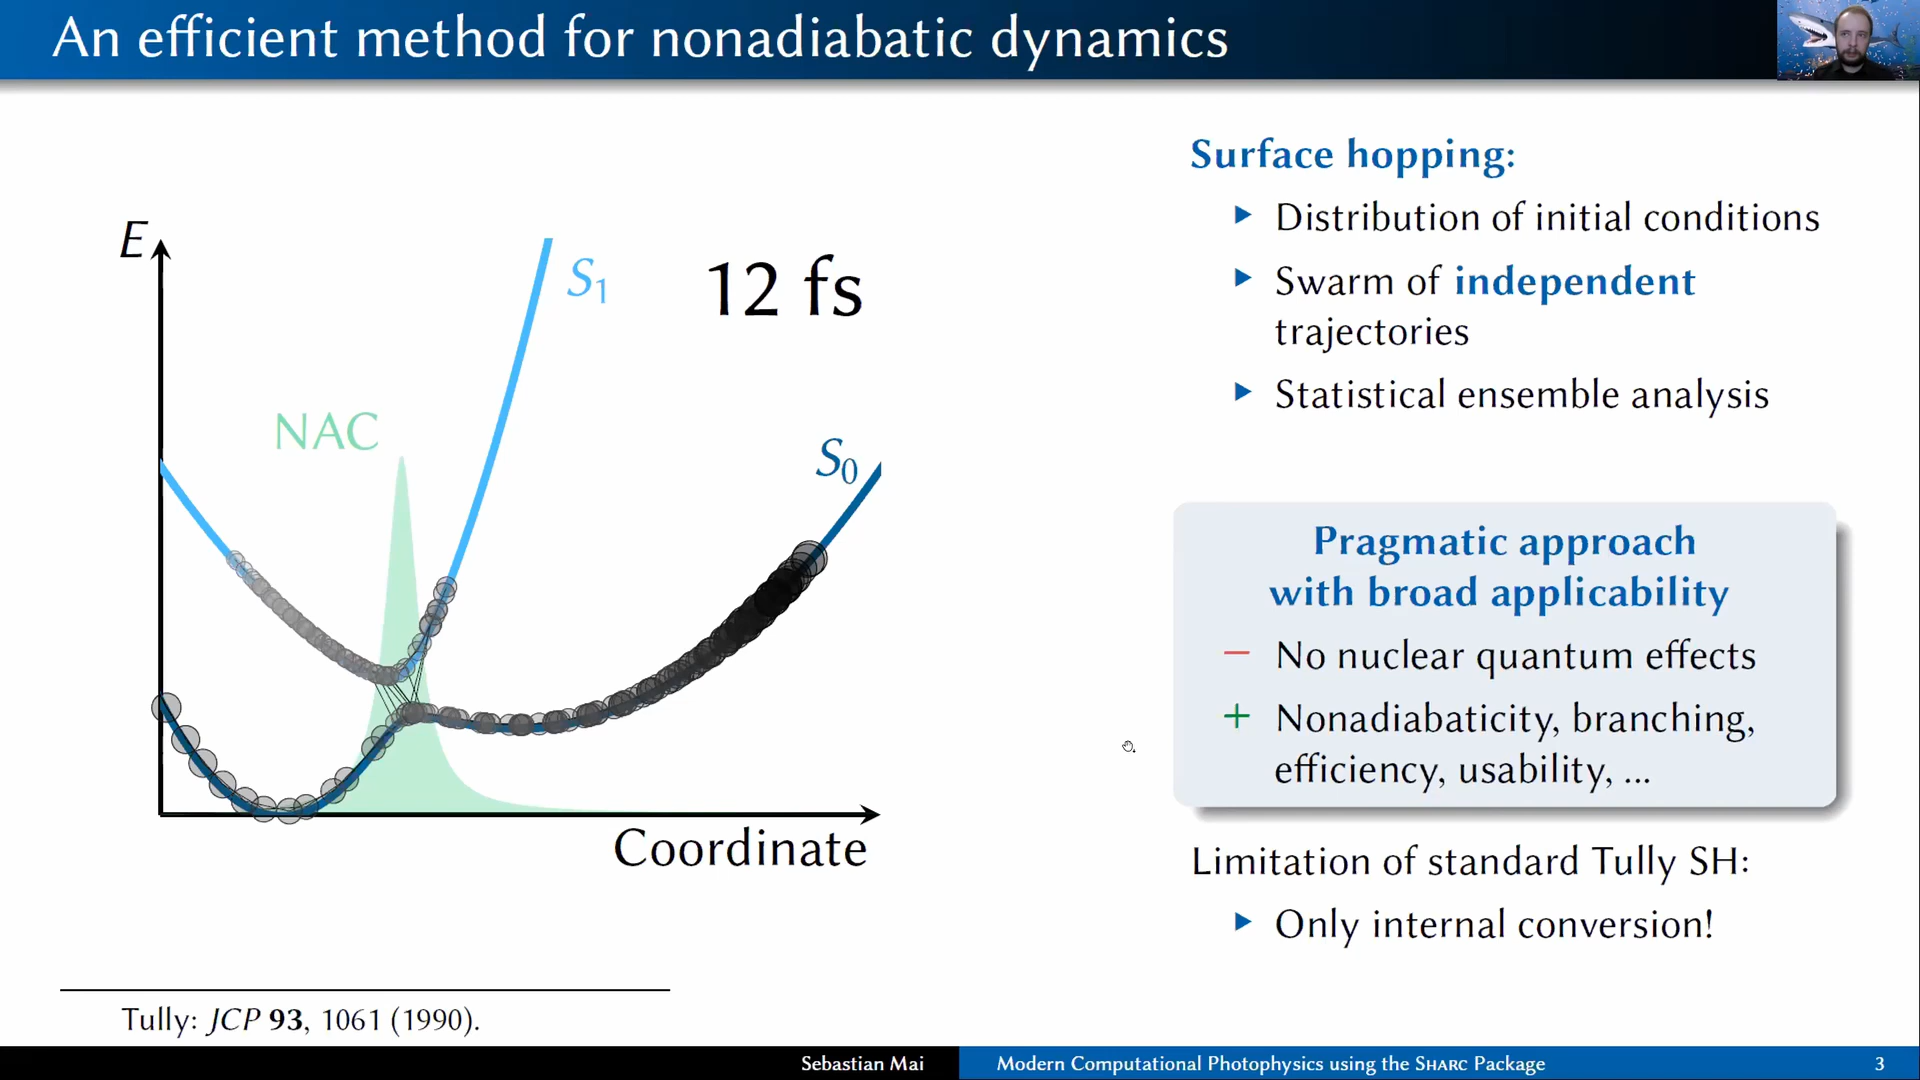 An efficient method for nonadiabatic dynamics
E
S1
12 fs
NAC
S0
Coordinate
Surface hopping:
Distribution of initial conditions
Swarm of independent
trajectories
Statistical ensemble analysis
Pragmatic approach
with broad applicability
− No nuclear quantum effects
+ Nonadiabaticity, branching,
efficiency, usability, ...
Limitation of standard Tully SH:
Only internal conversion!
Tully: JCP 93, 1061 (1990).
Sebastian Mai
Modern Computational Photophysics using the SHARC Package
3